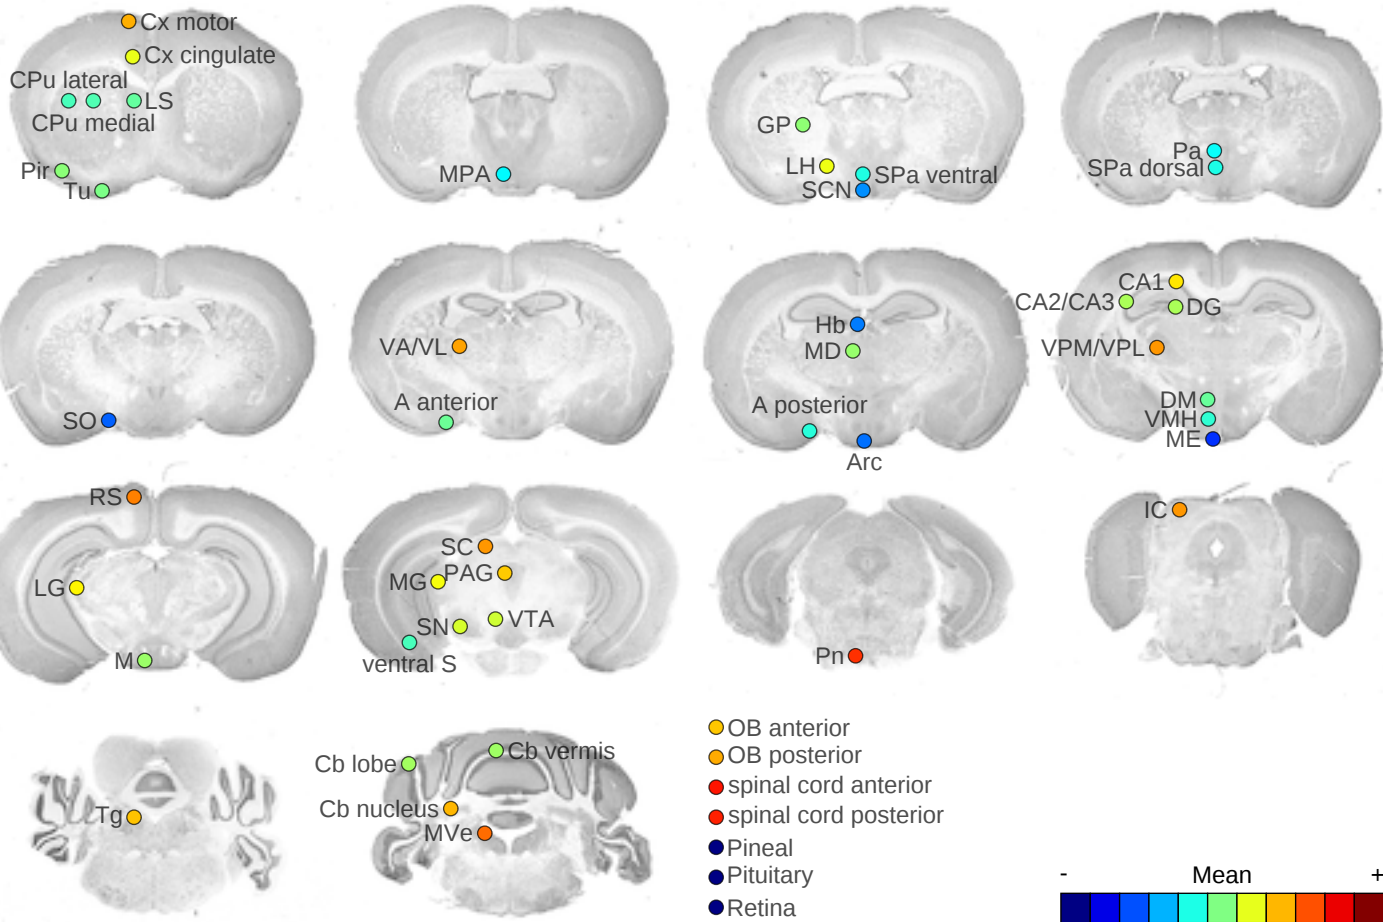 Cx motor
Cx cingulate
CPu lateral
LS
CPu medial
Pir
Tu
MPA
GP
LH
SPa ventral
SCN
Pa
SPa dorsal
SO
VA/VL
A anterior
Hb
MD
A posterior
Arc
CA1
CA2/CA3
DG
VPM/VPL
DM
VMH
ME
RS
LG
M
SC
PAG
MG
SN
VTA
ventral S
Pn
IC
Tg
Cb lobe
Cb vermis
Cb nucleus
MVe
OB anterior
OB posterior
spinal cord anterior
spinal cord posterior
Pineal
Pituitary
Retina
- Mean +